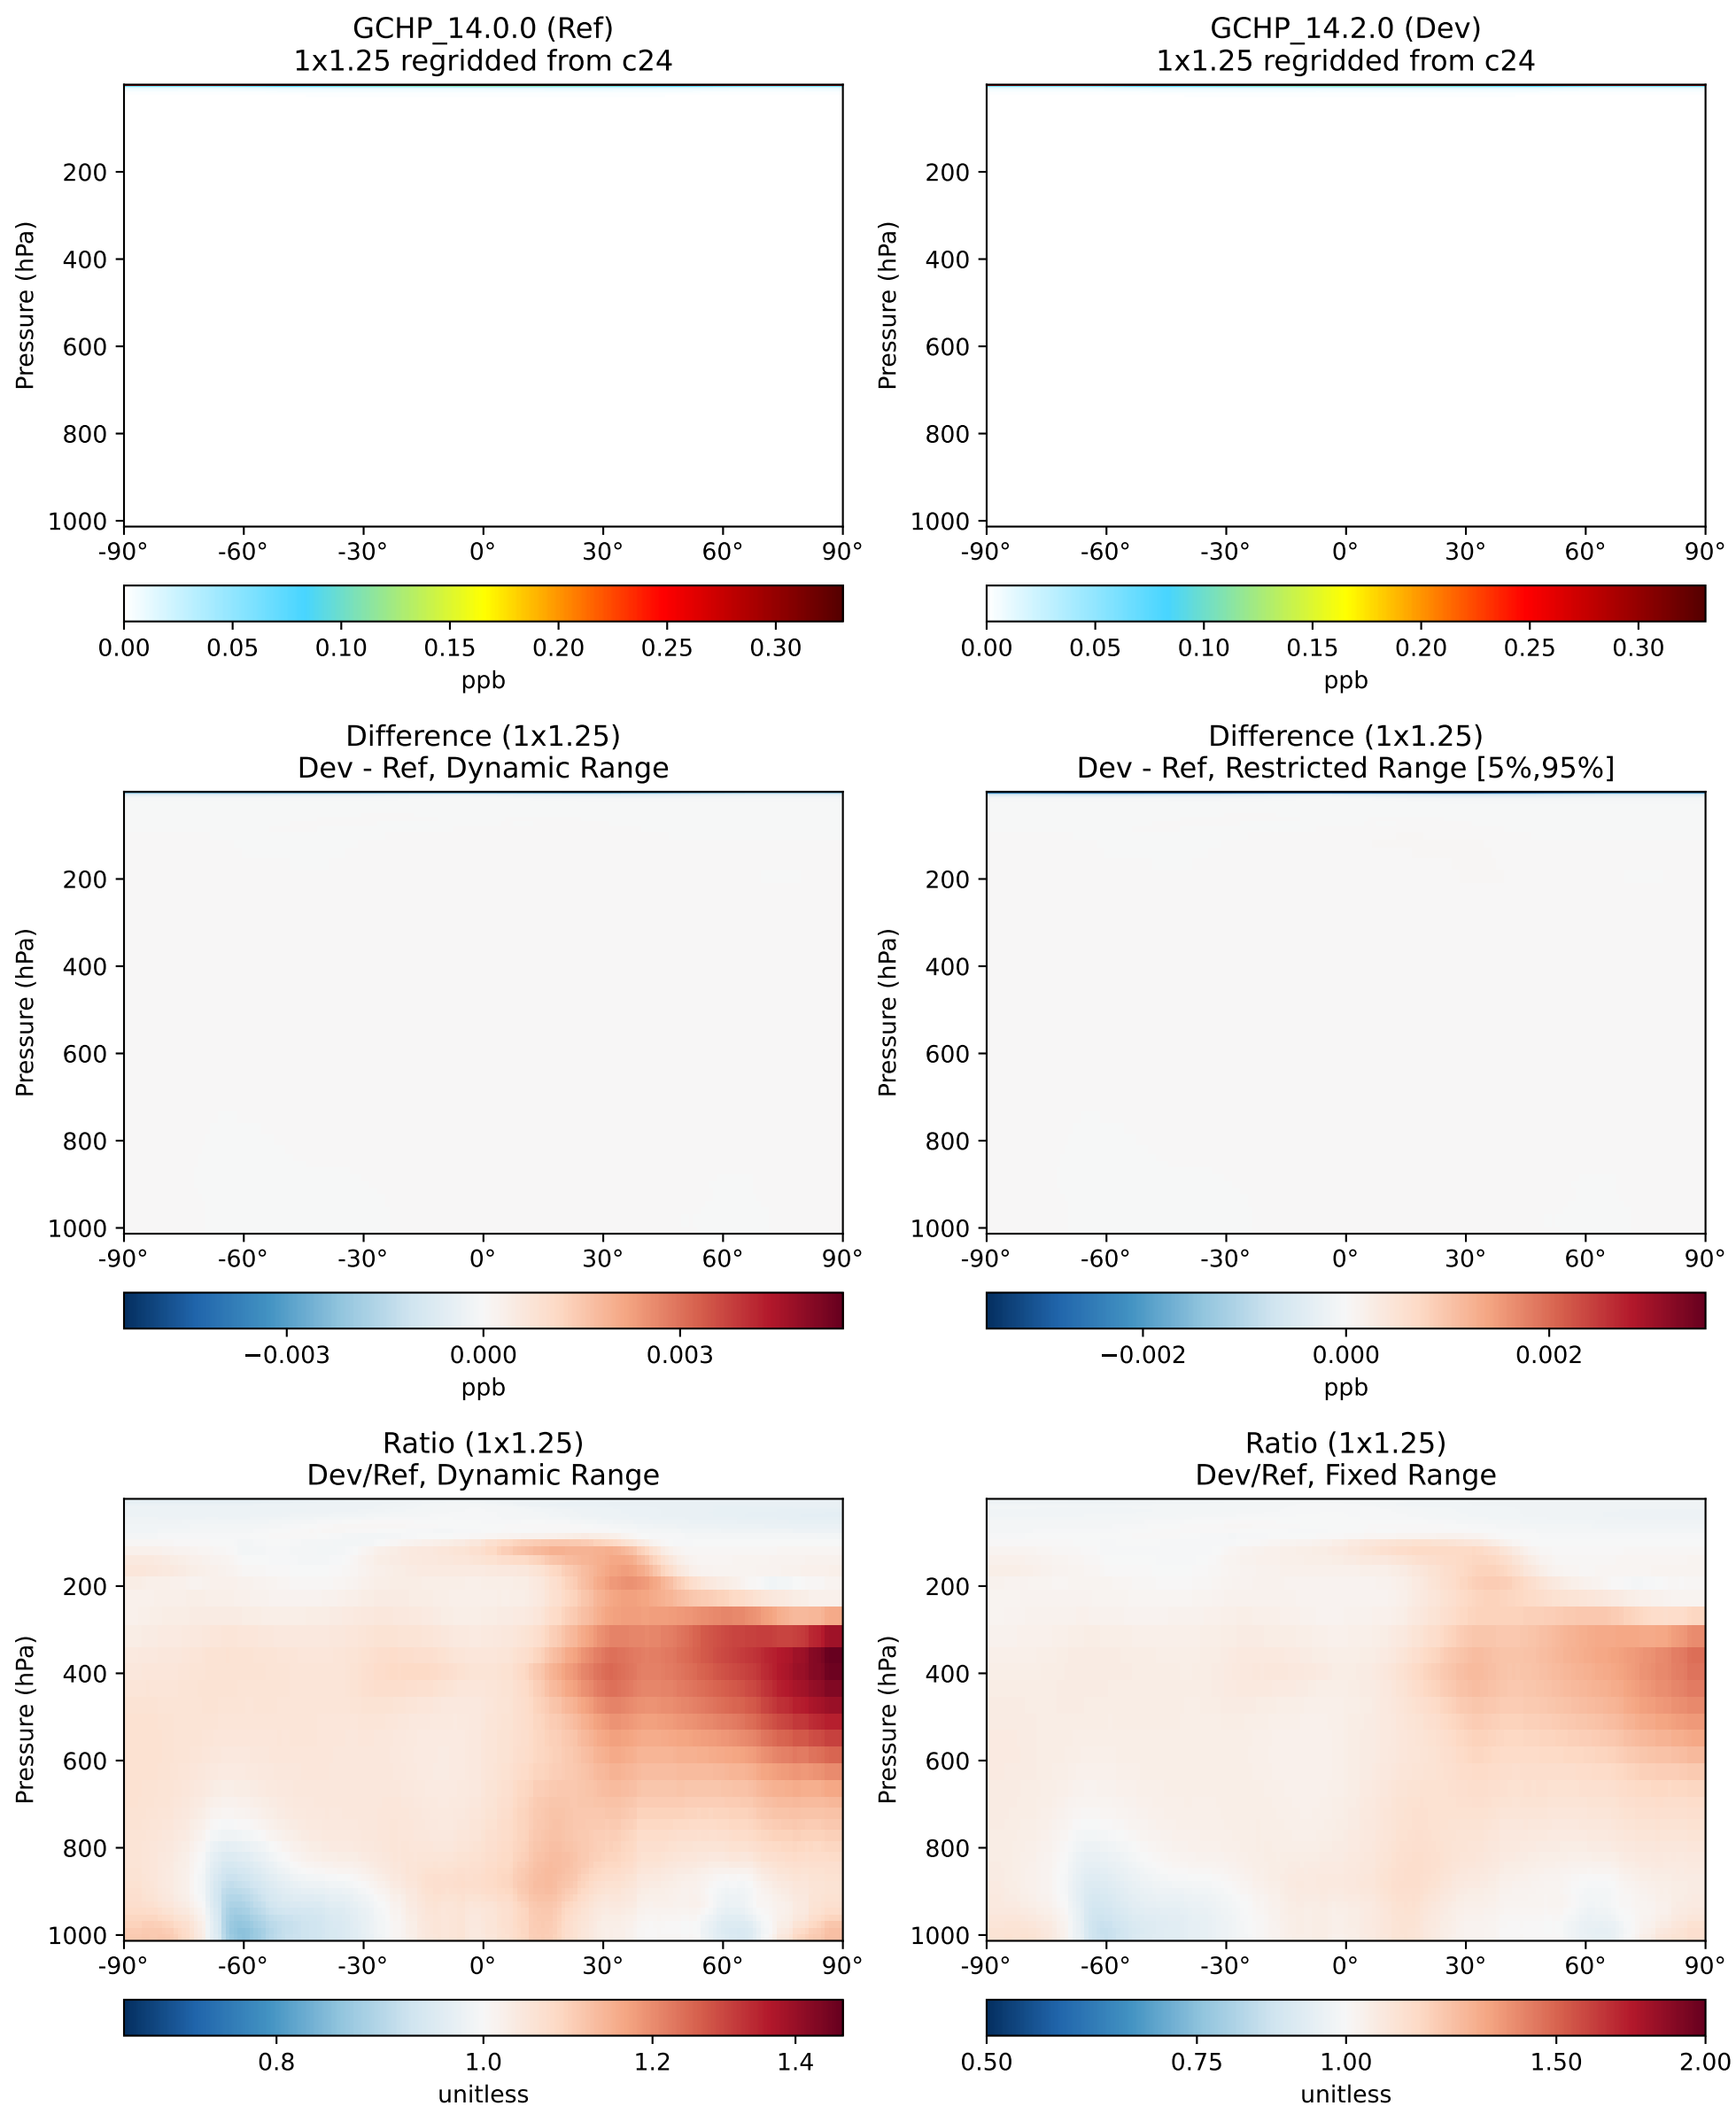 GCHP_14.0.0 (Ref)
1x1.25 regridded from c24
GCHP_14.2.0 (Dev)
1x1.25 regridded from c24
Pressure (hPa)
200
400
600
800
1000
-90° -60° -30° 0° 30° 60° 90°
0.00 0.05 0.10 0.15 0.20 0.25 0.30
ppb
Pressure (hPa)
200
400
600
800
1000
-90° -60° -30° 0° 30° 60° 90°
0.00 0.05 0.10 0.15 0.20 0.25 0.30
ppb
Difference (1x1.25)
Dev - Ref, Dynamic Range
Pressure (hPa)
200
400
600
800
1000
-90° -60° -30° 0° 30° 60° 90°
−0.003 0.000 0.003
ppb
Difference (1x1.25)
Dev - Ref, Restricted Range [5%,95%]
Pressure (hPa)
200
400
600
800
1000
-90° -60° -30° 0° 30° 60° 90°
−0.002 0.000 0.002
ppb
Ratio (1x1.25)
Dev/Ref, Dynamic Range
Pressure (hPa)
200
400
600
800
1000
-90° -60° -30° 0° 30° 60° 90°
0.8 1.0 1.2 1.4
unitless
Ratio (1x1.25)
Dev/Ref, Fixed Range
Pressure (hPa)
200
400
600
800
1000
-90° -60° -30° 0° 30° 60° 90°
0.50 0.75 1.00 1.50 2.00
unitless